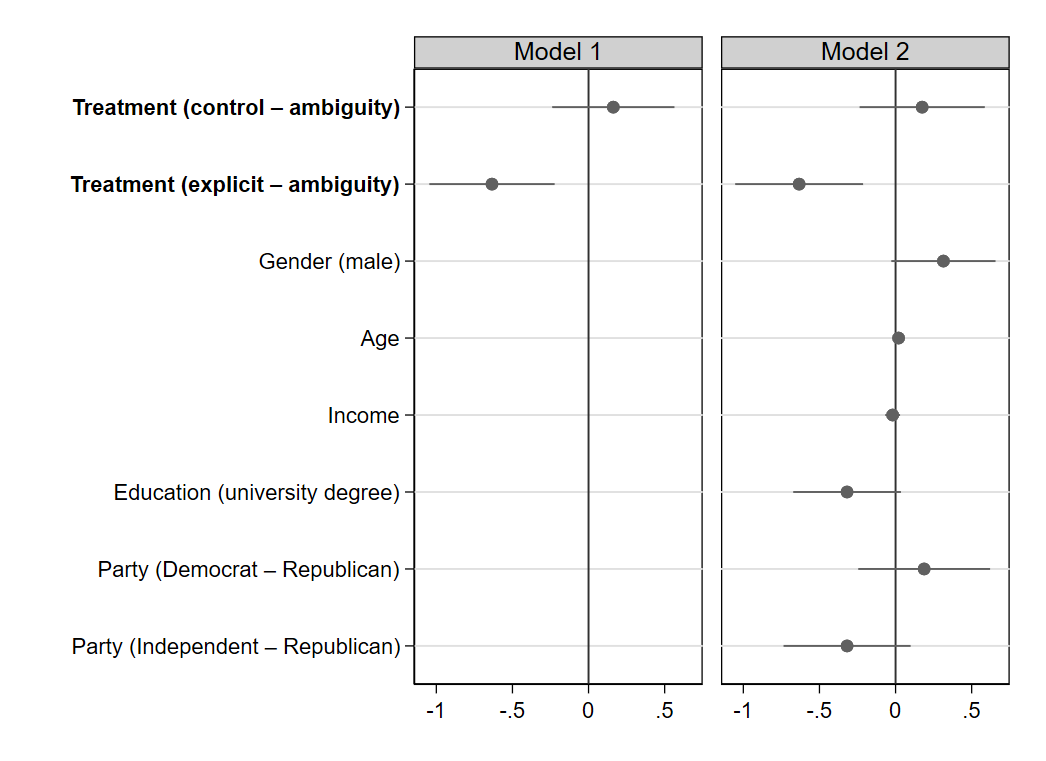 Model 1
Model 2
Treatment (control – ambiguity)
Treatment (explicit – ambiguity)
Gender (male)
Age
Income
Education (university degree)
Party (Democrat – Republican)
Party (Independent – Republican)
-1 -.5 0 .5
-1 -.5 0 .5